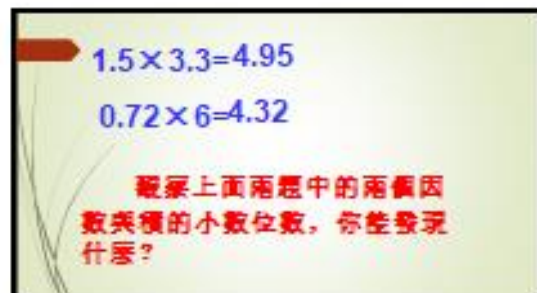 1.5×3.3=4.95
0.72×6=4.32
觀察上面兩題中的兩個因
數與積的小數位數，你能發現
什麼？